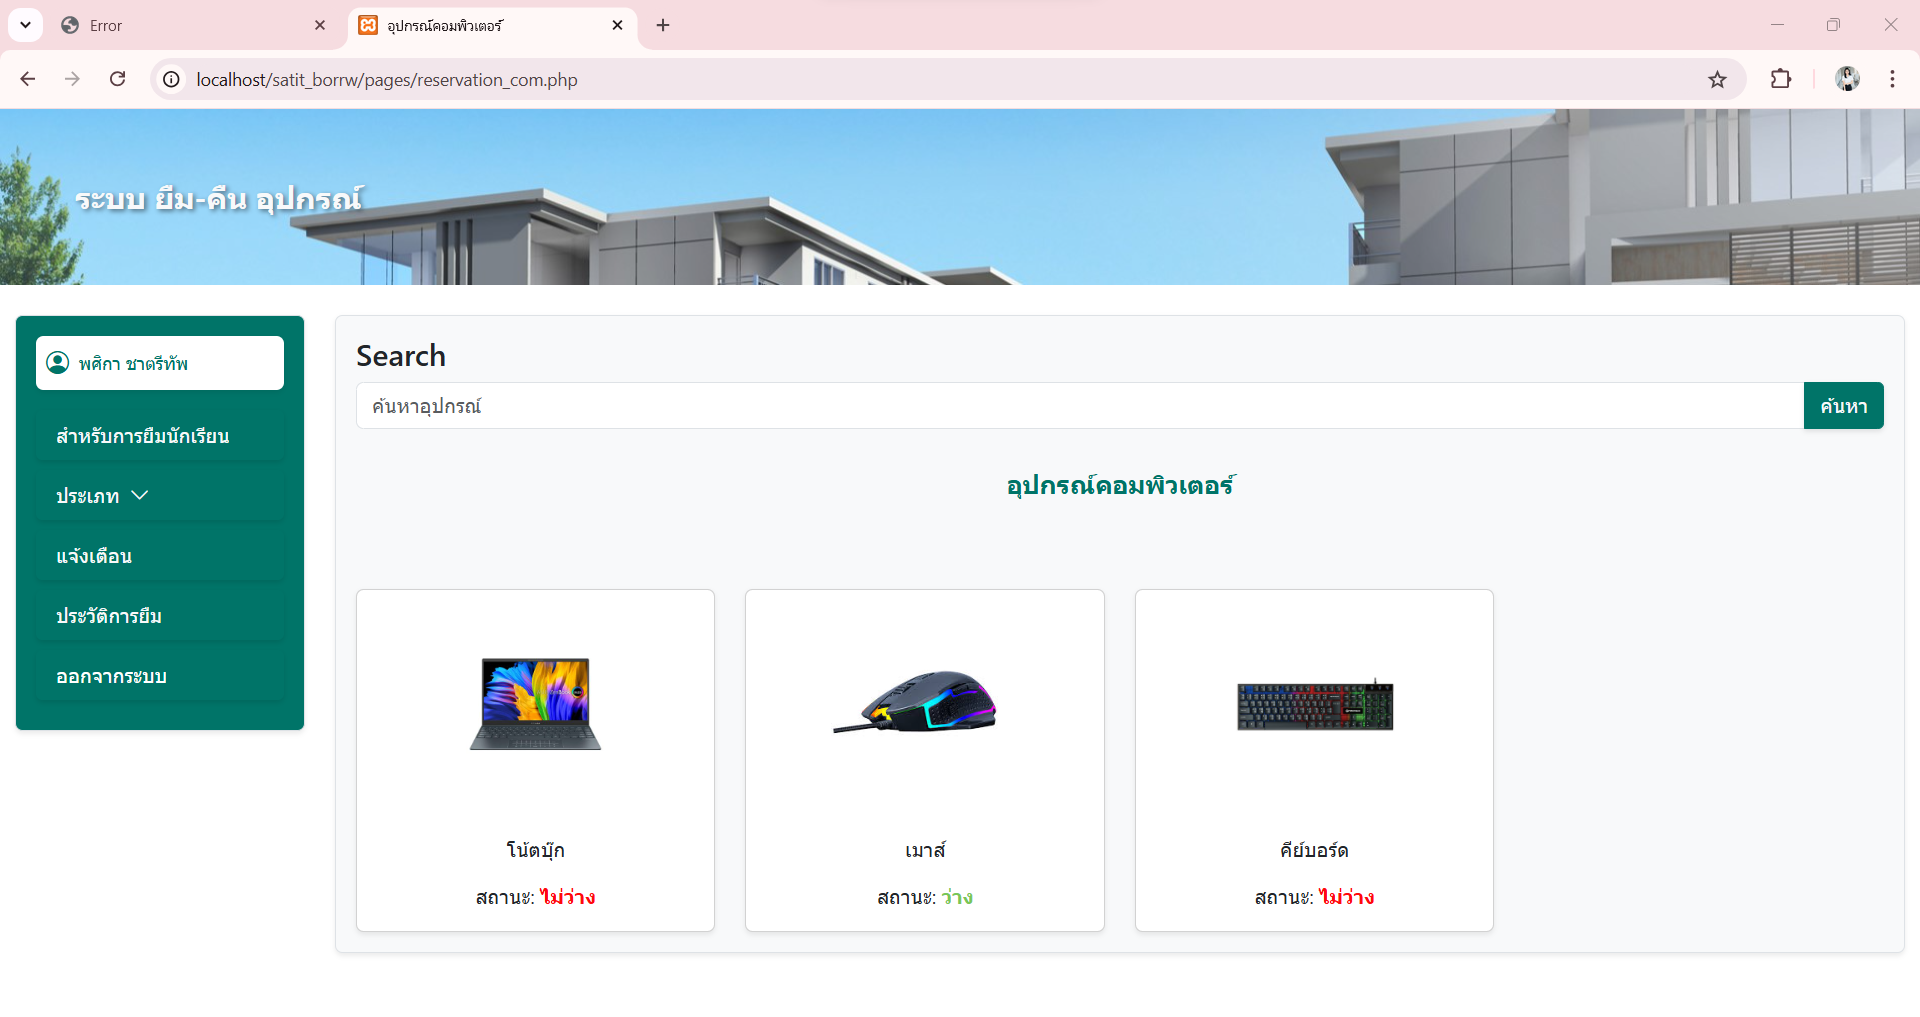 Error
อุปกรณ์คอมพิวเตอร์
localhost/satit_borrw/pages/reservation_com.php
ระบบ ยืม-คืน อุปกรณ์
พศิกา ชาตรีทัพ
สำหรับการยืมนักเรียน
ประเภท
แจ้งเตือน
ประวัติการยืม
ออกจากระบบ
Search
ค้นหาอุปกรณ์
ค้นหา
อุปกรณ์คอมพิวเตอร์
โน้ตบุ๊ก
สถานะ: ไม่ว่าง
เมาส์
สถานะ: ว่าง
คีย์บอร์ด
สถานะ: ไม่ว่าง